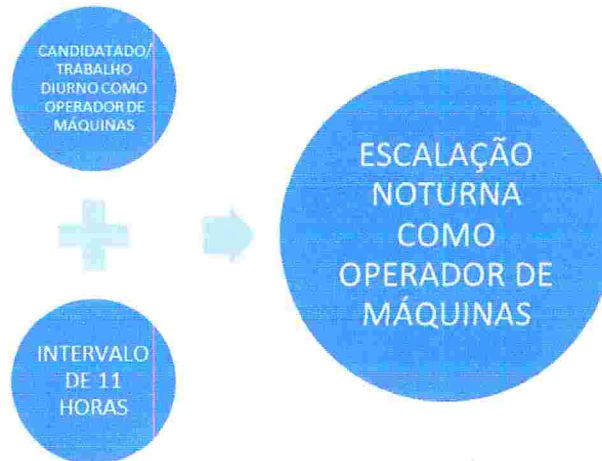 CANDIDATADO/
TRABALHO
DIURNO COMO
OPERADOR DE
MÁQUINAS
INTERVALO
DE 11
HORAS
ESCALAÇÃO
NOTURNA
COMO
OPERADOR DE
MÁQUINAS